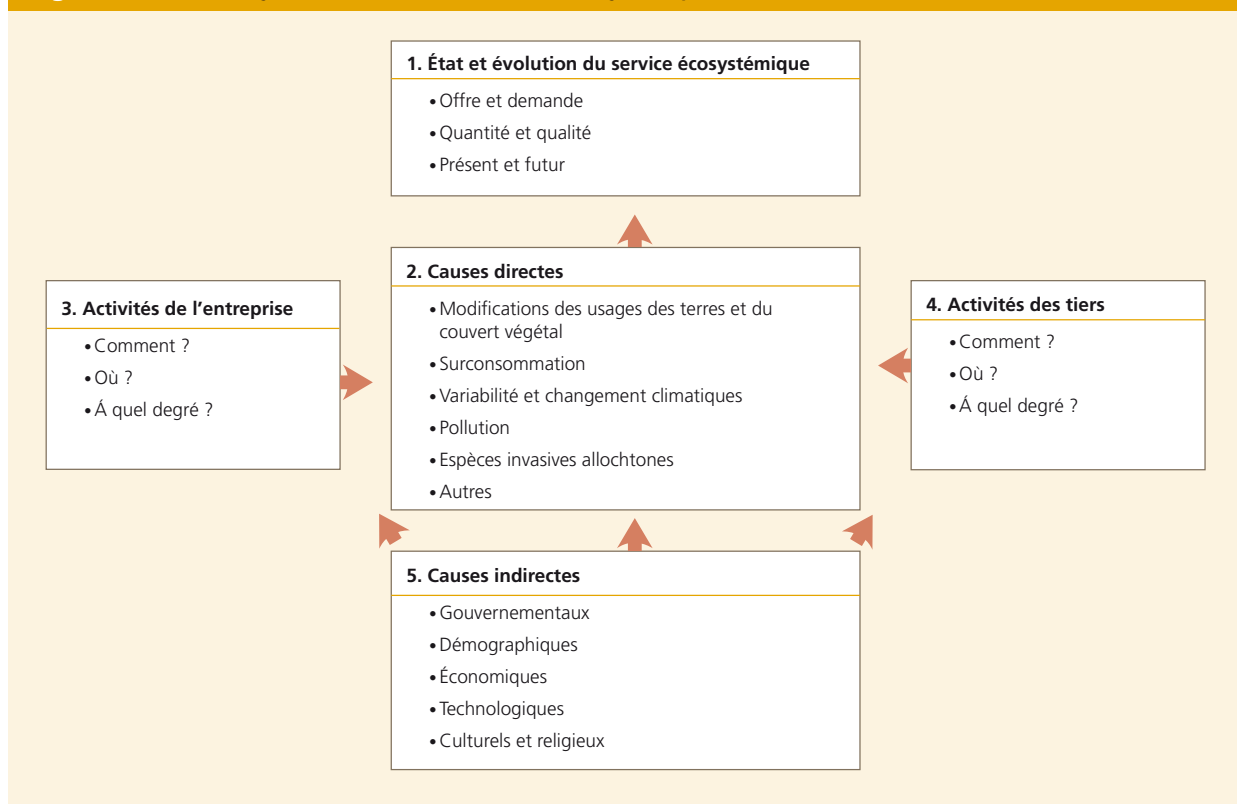 1. État et évolution du service écosystémique
• Offre et demande
• Quantité et qualité
• Présent et futur
2. Causes directes
• Modifications des usages des terres et du
couvert végétal
• Surconsommation
• Variabilité et changement climatiques
• Pollution
• Espèces invasives allochtones
• Autres
3. Activités de l'entreprise
• Comment ?
• Où ?
• Á quel degré ?
4. Activités des tiers
• Comment ?
• Où ?
• Á quel degré ?
5. Causes indirectes
• Gouvernementaux
• Démographiques
• Économiques
• Technologiques
• Culturels et religieux